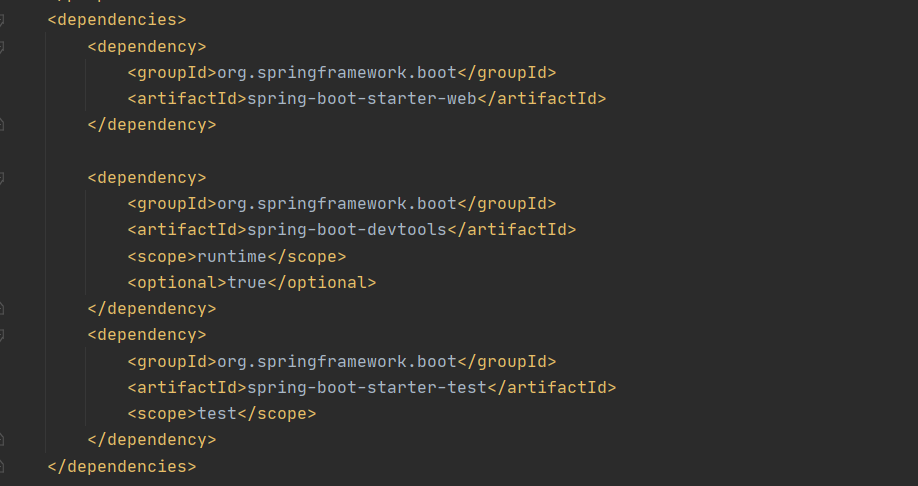 <dependencies>
<dependency>
<groupId>org.springframework.boot</groupId>
<artifactId>spring-boot-starter-web</artifactId>
</dependency>
<dependency>
<groupId>org.springframework.boot</groupId>
<artifactId>spring-boot-devtools</artifactId>
<scope>runtime</scope>
<optional>true</optional>
</dependency>
<dependency>
<groupId>org.springframework.boot</groupId>
<artifactId>spring-boot-starter-test</artifactId>
<scope>test</scope>
</dependency>
</dependencies>